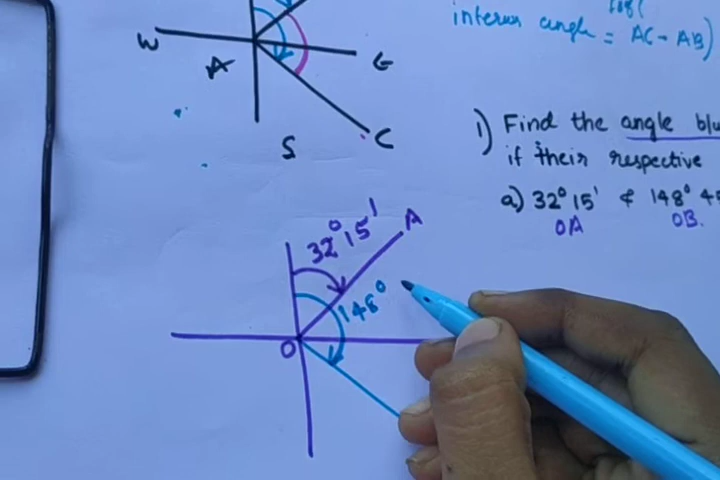 interior angle = AC - AB)
W
E
A
S
C
1) Find the angle b/w
if their respective
a) 32° 15' & 148° 45
OA
OB.
32° 15'
A
148°
O